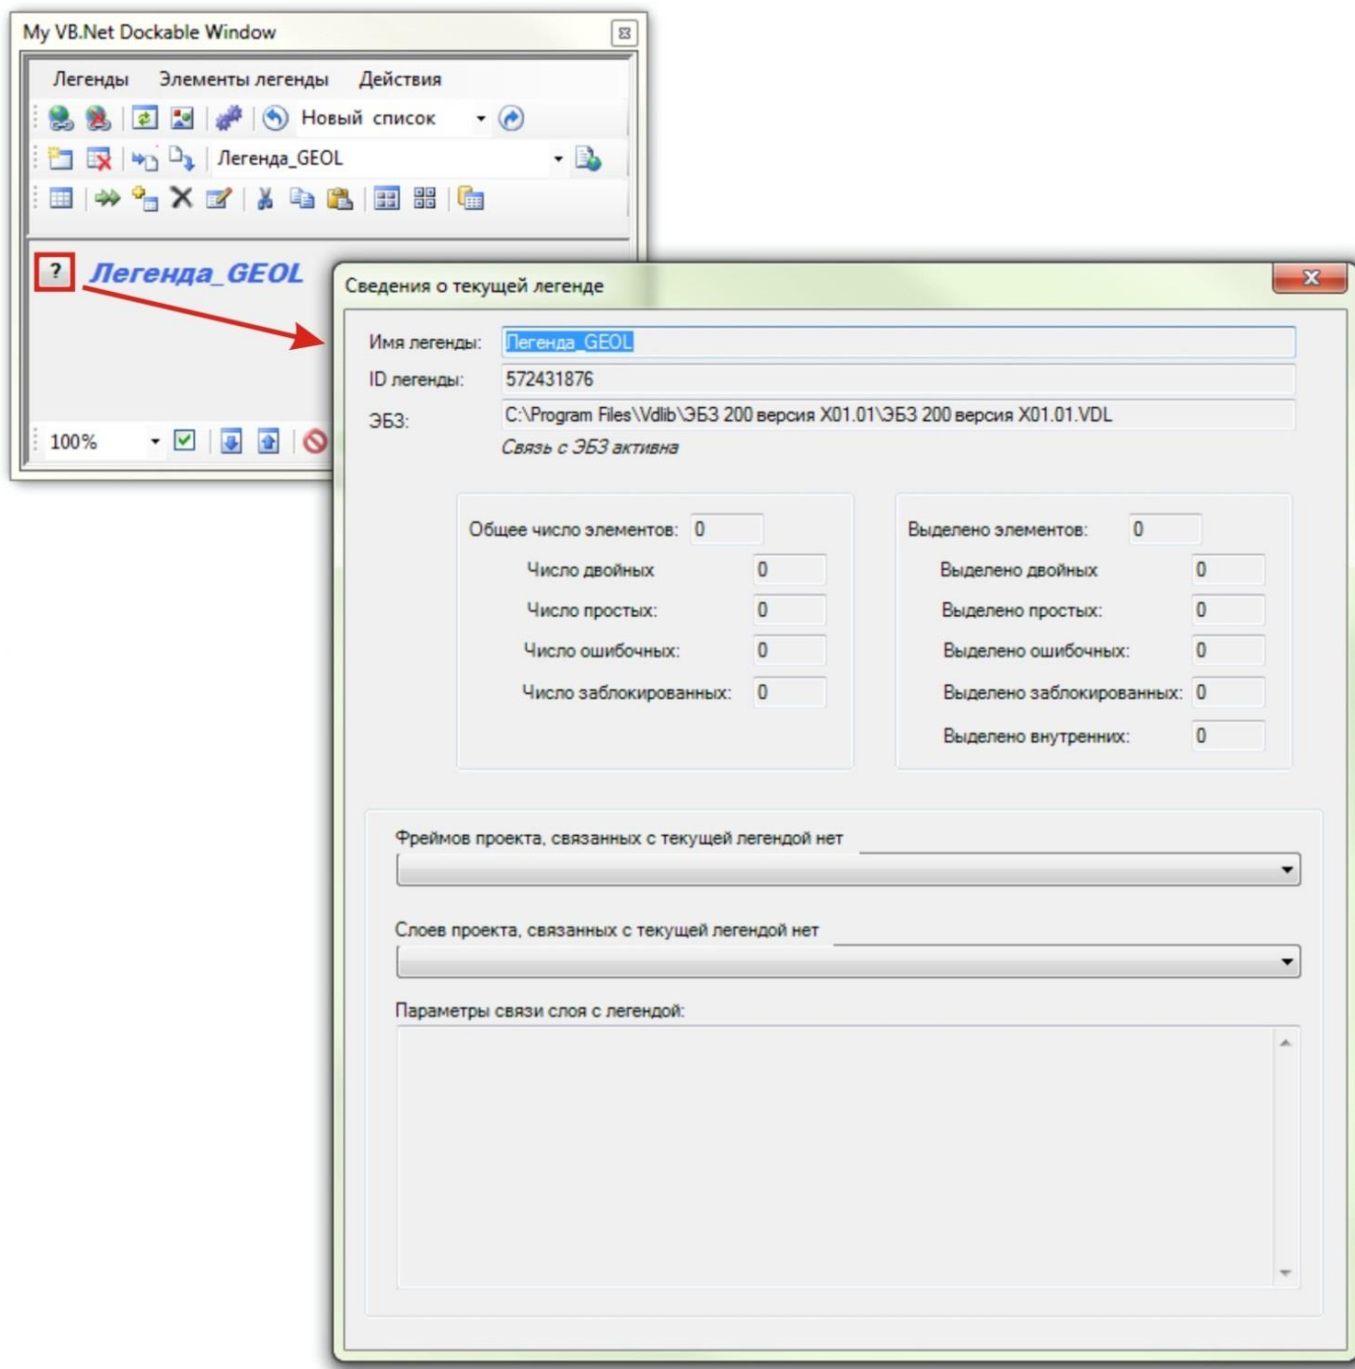 My VB.Net Dockable Window
Легенды Элементы легенды Действия
Новый список
Легенда_GEOL
? Легенда_GEOL
100%
Сведения о текущей легенде
Имя легенды: Легенда_GEOL
ID легенды: 572431876
ЭБЗ: C:\Program Files\Vdlib\ЭБЗ 200 версия X01.01\ЭБЗ 200 версия X01.01.VDL
Связь с ЭБЗ активна
Общее число элементов: 0
Число двойных 0
Число простых: 0
Число ошибочных: 0
Число заблокированных: 0
Выделено элементов: 0
Выделено двойных 0
Выделено простых: 0
Выделено ошибочных: 0
Выделено заблокированных: 0
Выделено внутренних: 0
Фреймов проекта, связанных с текущей легендой нет
Слоев проекта, связанных с текущей легендой нет
Параметры связи слоя с легендой: